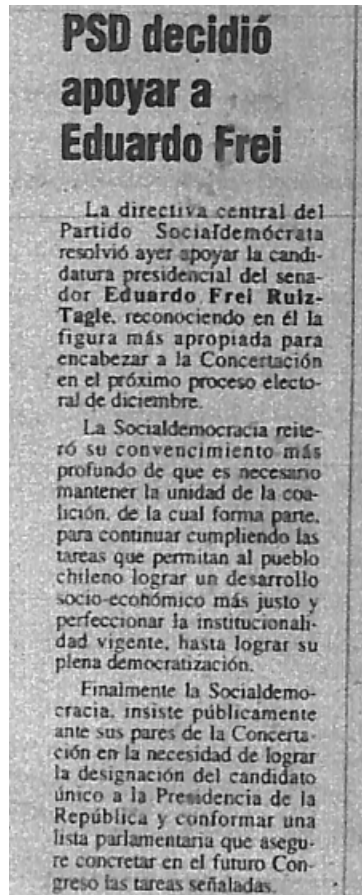 PSD decidió
apoyar a
Eduardo Frei
La directiva central del
Partido Socialdemócrata
resolvió ayer apoyar la candi-
datura presidencial del sena-
dor Eduardo Frei Ruiz-
Tagle, reconociendo en él la
figura más apropiada para
encabezar a la Concertación
en el próximo proceso electo-
ral de diciembre.
La Socialdemocracia reite-
ró su convencimiento más
profundo de que es necesario
mantener la unidad de la coa-
lición, de la cual forma parte,
para continuar cumpliendo las
tareas que permitan al pueblo
chileno lograr un desarrollo
socio-económico más justo y
perfeccionar la institucionali-
dad vigente, hasta lograr su
plena democratización.
Finalmente la Socialdemo-
cracia, insiste públicamente
ante sus pares de la Concerta-
ción en la necesidad de lograr
la designación del candidato
único a la Presidencia de la
República y conformar una
lista parlamentaria que asegu-
re concretar en el futuro Con-
greso las tareas señaladas.